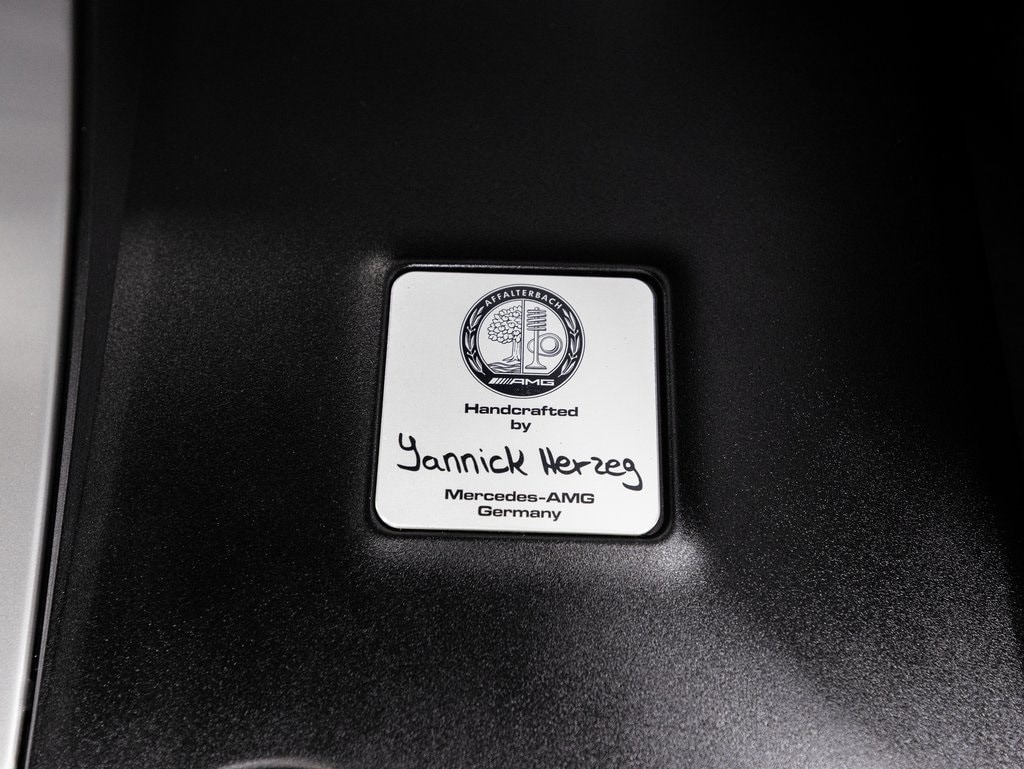 AFFALTERBACH
AMG
Handcrafted
by
Yannick Herzeg
Mercedes-AMG
Germany